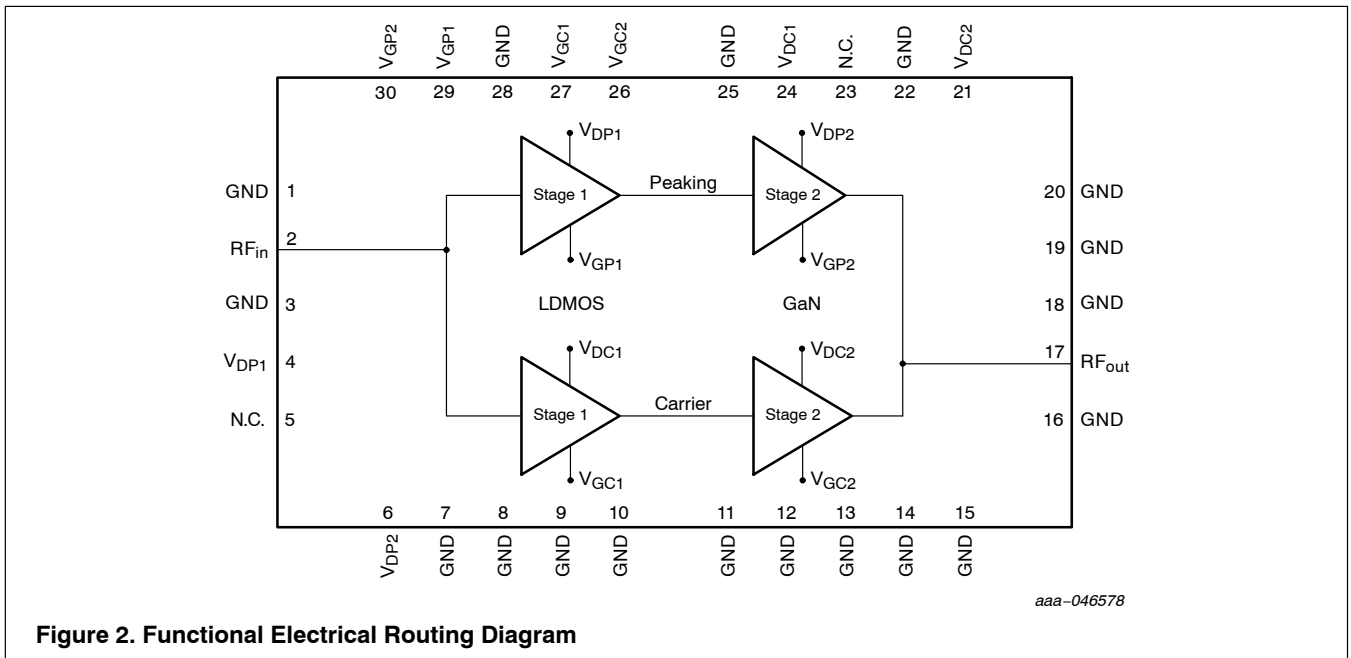 VGP2 VGP1 GND VGC1 VGC2 GND VDC1 N.C. GND VDC2
30 29 28 27 26 25 24 23 22 21
VDP1 VDP2
GND 1 Stage 1 Peaking Stage 2 20 GND
RFin 2 19 GND
VGP1 VGP2
GND 3 LDMOS GaN 18 GND
VDP1 4 VDC1 VDC2 17 RFout
N.C. 5 Stage 1 Carrier Stage 2 16 GND
VGC1 VGC2
6 7 8 9 10 11 12 13 14 15
VDP2 GND GND GND GND GND GND GND GND GND
aaa−046578
Figure 2. Functional Electrical Routing Diagram